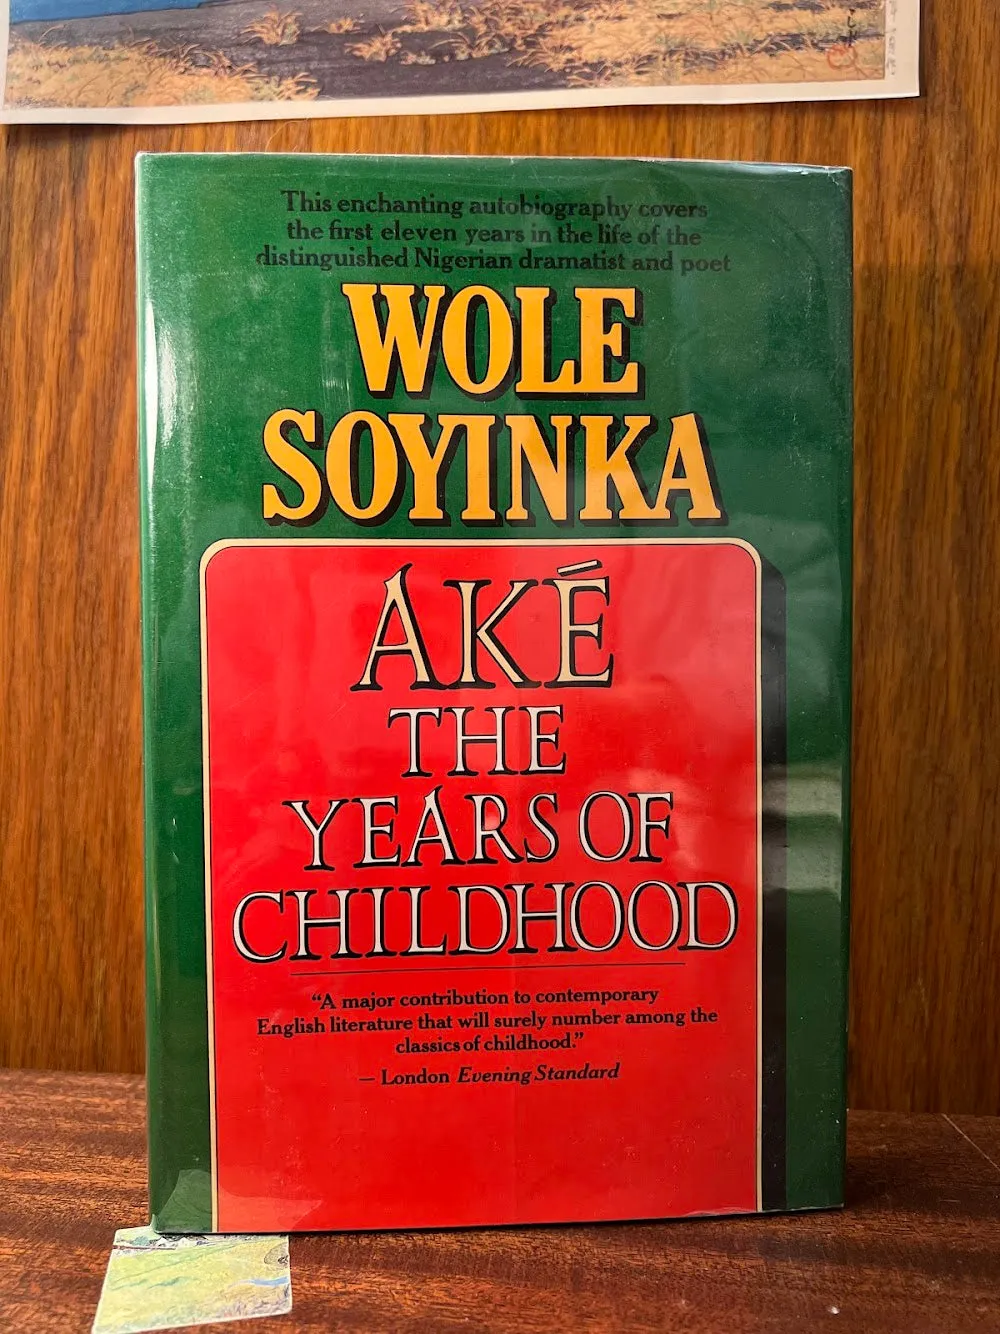 This enchanting autobiography covers
the first eleven years in the life of the
distinguished Nigerian dramatist and poet
WOLE
SOYINKA
AKÉ
THE
YEARS OF
CHILDHOOD
“A major contribution to contemporary
English literature that will surely number among the
classics of childhood.”
— London Evening Standard